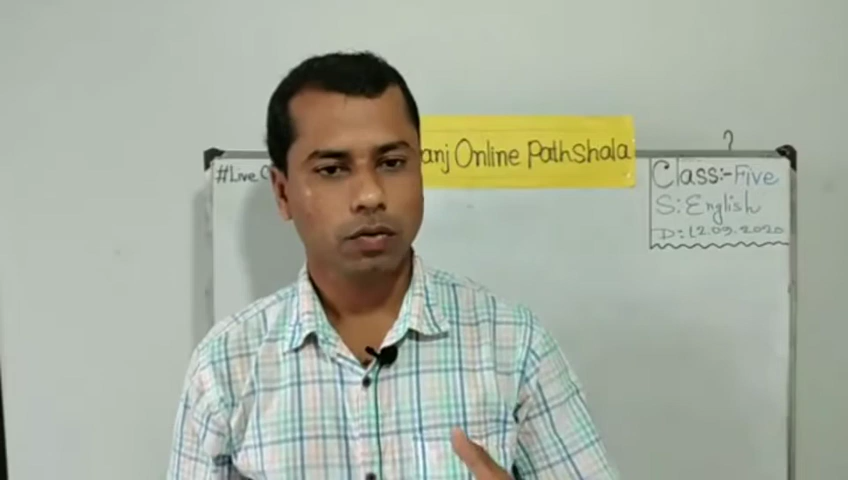 anj Online Pathshala
#Live C
Class:-Five
S: English
D: 12.09.2020